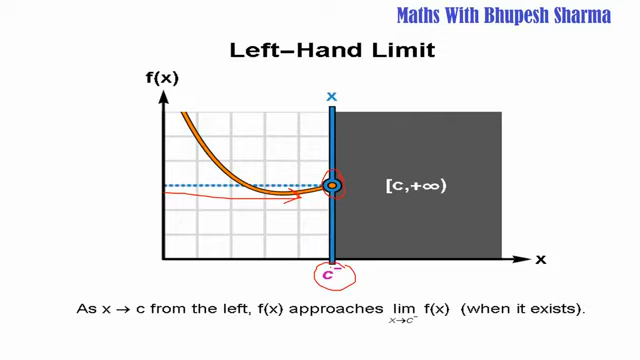 Maths With Bhupesh Sharma
Left–Hand Limit
f(x)
x
[c,+∞)
x
c⁻
As x → c from the left, f(x) approaches lim f(x) (when it exists).
x→c⁻